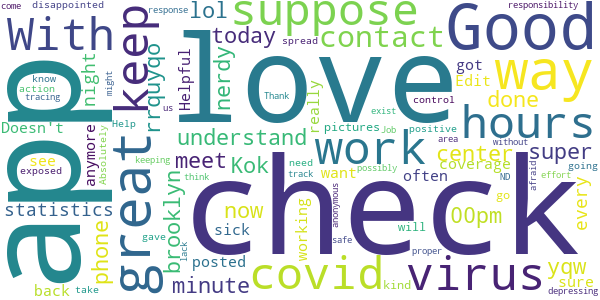 come disappointed response suppose responsibility
With lol Good
us spread contact
app great keep love today way
know night nerdy Helpful got Edit done
action tracing might rrquyqo Thank control
really hours
Doesn't Help pictures Job positive area without
anymore Absolutely understand exist work center super
see exposed meet Kok want often coverage going
keeping think need track possibly ND afraid effort
statistics brooklyn now check 00pm go every
phone working anonymous will
gave sick lack safe proper
back take posted covid kind virus yqw
minute sure depressing